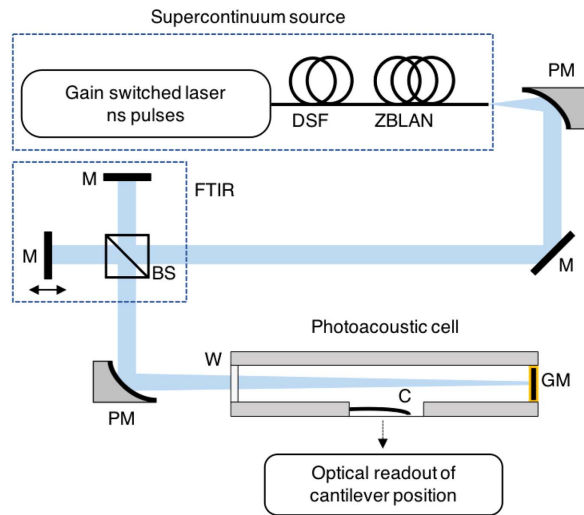 Supercontinuum source
Gain switched laser
ns pulses
DSF
ZBLAN
PM
M
FTIR
M
BS
M
Photoacoustic cell
W
GM
C
PM
Optical readout of
cantilever position